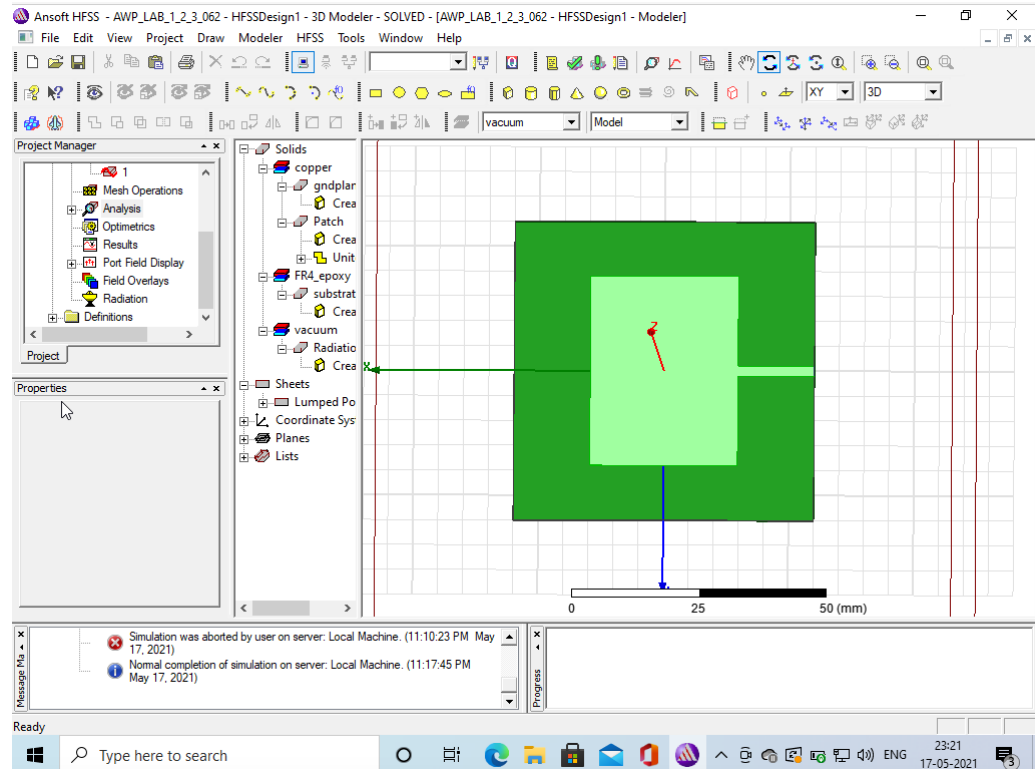 Ansoft HFSS - AWP_LAB_1_2_3_062 - HFSSDesign1 - 3D Modeler - SOLVED - [AWP_LAB_1_2_3_062 - HFSSDesign1 - Modeler]
File Edit View Project Draw Modeler HFSS Tools Window Help
XY 3D
vacuum Model
Project Manager
1
Mesh Operations
Analysis
Optimetrics
Results
Port Field Display
Field Overlays
Radiation
Definitions
Project
Properties
Solids
copper
gndplar
Crea
Patch
Crea
Unit
FR4_epoxy
substrat
Crea
vacuum
Radiatio
Crea
Sheets
Lumped Po
Coordinate Sys
Planes
Lists
Z
X
0 25 50 (mm)
Message Ma
Simulation was aborted by user on server: Local Machine. (11:10:23 PM May
17, 2021)
Normal completion of simulation on server: Local Machine. (11:17:45 PM
May 17, 2021)
Progress
Ready
Type here to search
ENG
23:21
17-05-2021
3